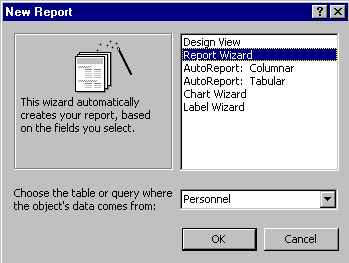 New Report
This wizard automatically
creates your report, based
on the fields you select.
Design View
Report Wizard
AutoReport: Columnar
AutoReport: Tabular
Chart Wizard
Label Wizard
Choose the table or query where
the object's data comes from:
Personnel
OK
Cancel